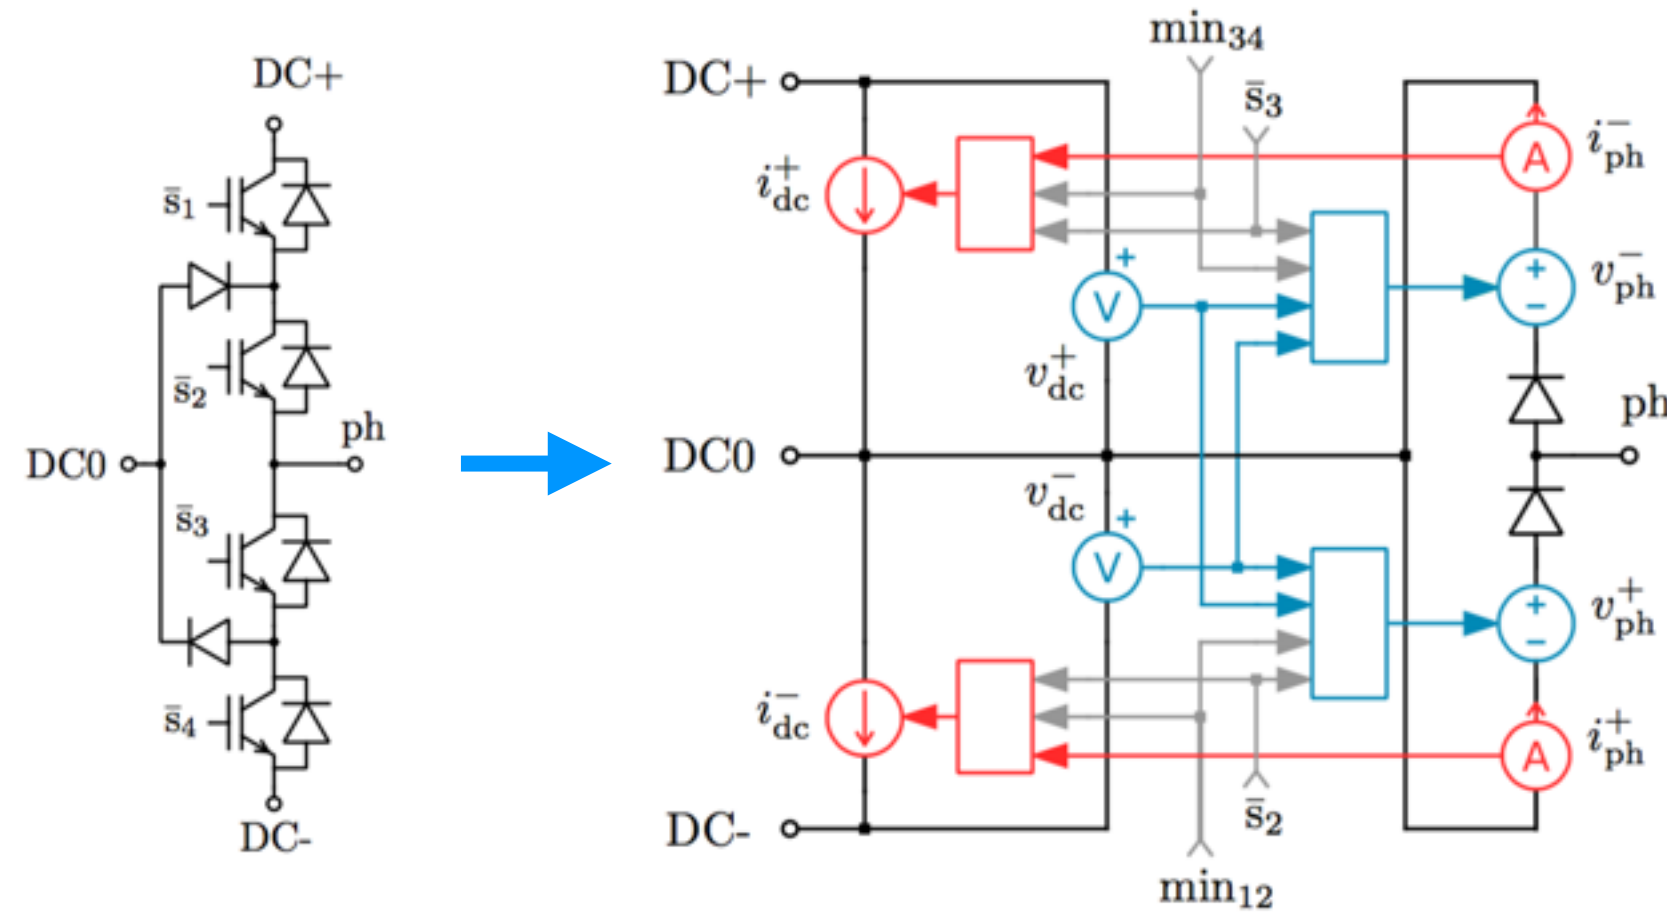 DC+
s̄₁
s̄₂
ph
DC0
s̄₃
s̄₄
DC-
min₃₄
DC+
s̄₃
i⁻ph
A
i⁺dc
+
v⁻ph
+
−
V
v⁺dc
ph
DC0
v⁻dc
+
V
v⁺ph
+
−
i⁻dc
i⁺ph
A
s̄₂
DC-
min₁₂